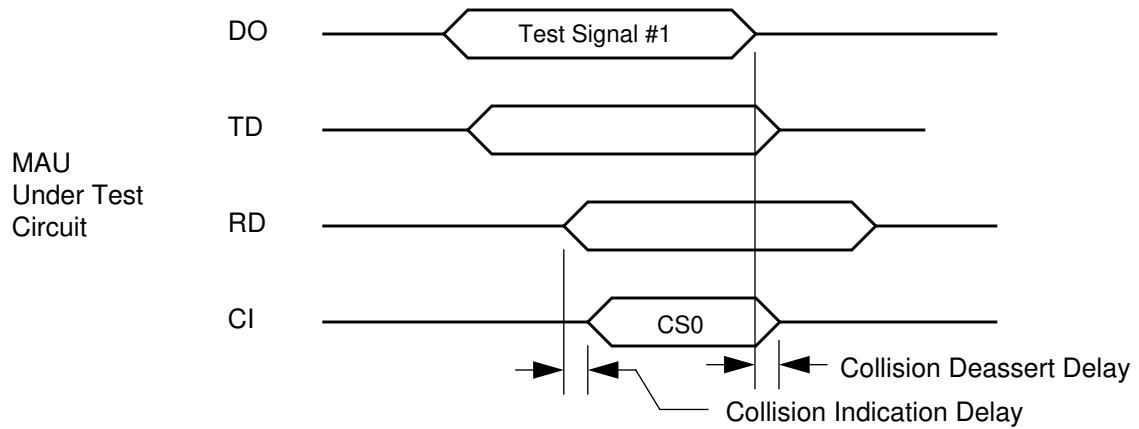 DO
Test Signal #1
TD
MAU
Under Test
Circuit
RD
CI
CS0
Collision Deassert Delay
Collision Indication Delay